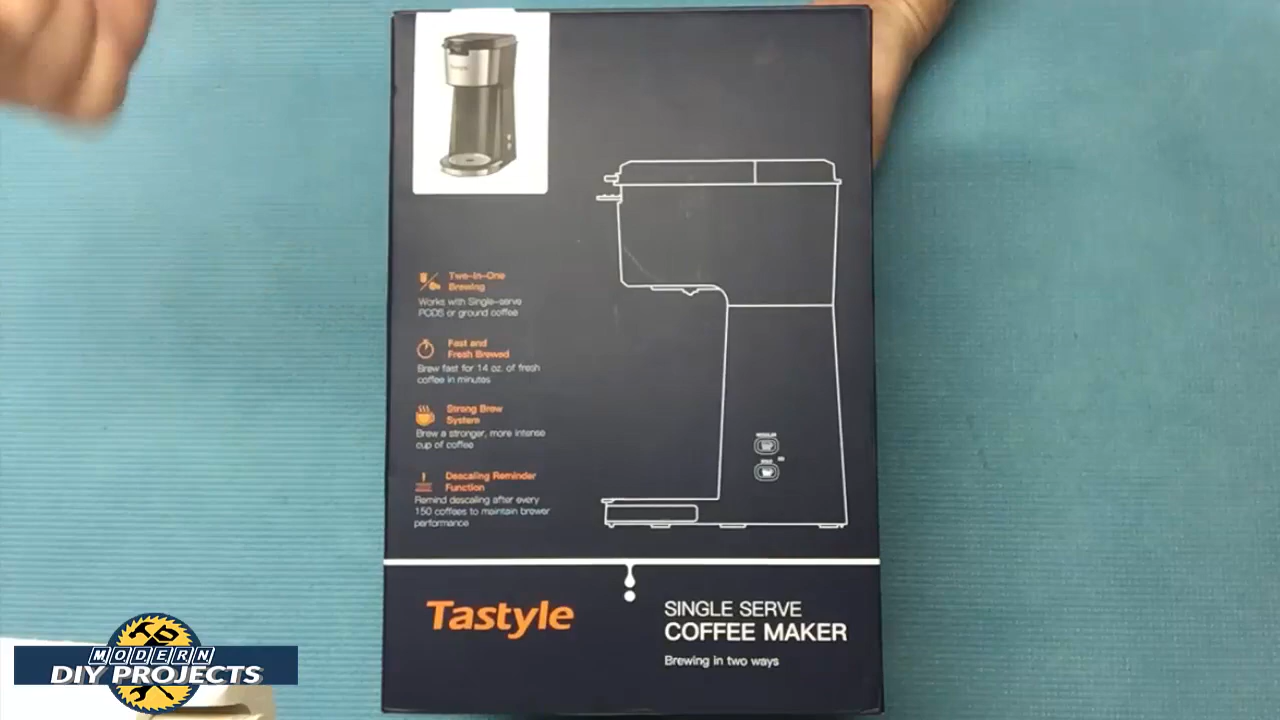 Two-In-One
Brewing
Works with Single-serve
PODS or ground coffee
Fast and
Fresh Brewed
Brew fast for 14 oz. of fresh
coffee in minutes
Strong Brew
System
Brew a stronger, more intense
cup of coffee
Descaling Reminder
Function
Remind descaling after every
150 coffees to maintain brewer
performance
Tastyle
SINGLE SERVE
COFFEE MAKER
Brewing in two ways
MODERN
DIY PROJECTS